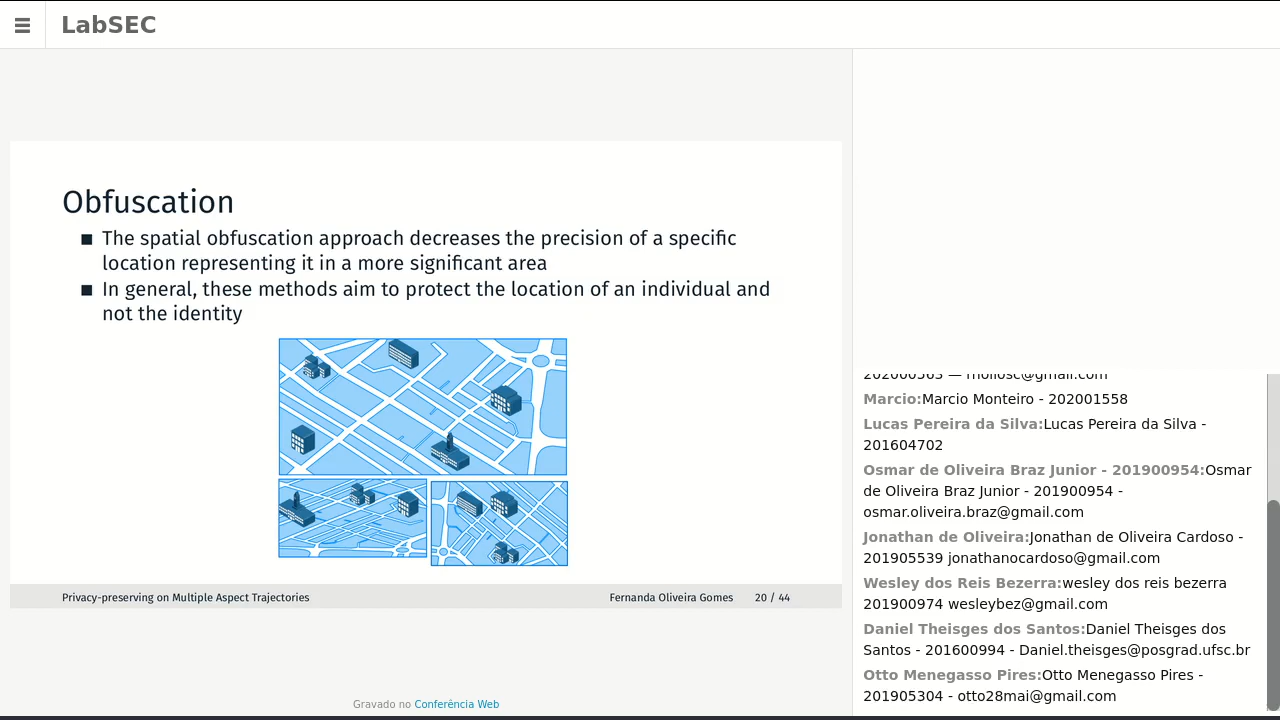 LabSEC
Obfuscation
■ The spatial obfuscation approach decreases the precision of a specific
location representing it in a more significant area
■ In general, these methods aim to protect the location of an individual and
not the identity
Privacy-preserving on Multiple Aspect Trajectories
Fernanda Oliveira Gomes 20 / 44
Gravado no Conferência Web
Marcio:Marcio Monteiro - 202001558
Lucas Pereira da Silva:Lucas Pereira da Silva -
201604702
Osmar de Oliveira Braz Junior - 201900954:Osmar
de Oliveira Braz Junior - 201900954 -
osmar.oliveira.braz@gmail.com
Jonathan de Oliveira:Jonathan de Oliveira Cardoso -
201905539 jonathanocardoso@gmail.com
Wesley dos Reis Bezerra:wesley dos reis bezerra
201900974 wesleybez@gmail.com
Daniel Theisges dos Santos:Daniel Theisges dos
Santos - 201600994 - Daniel.theisges@posgrad.ufsc.br
Otto Menegasso Pires:Otto Menegasso Pires -
201905304 - otto28mai@gmail.com